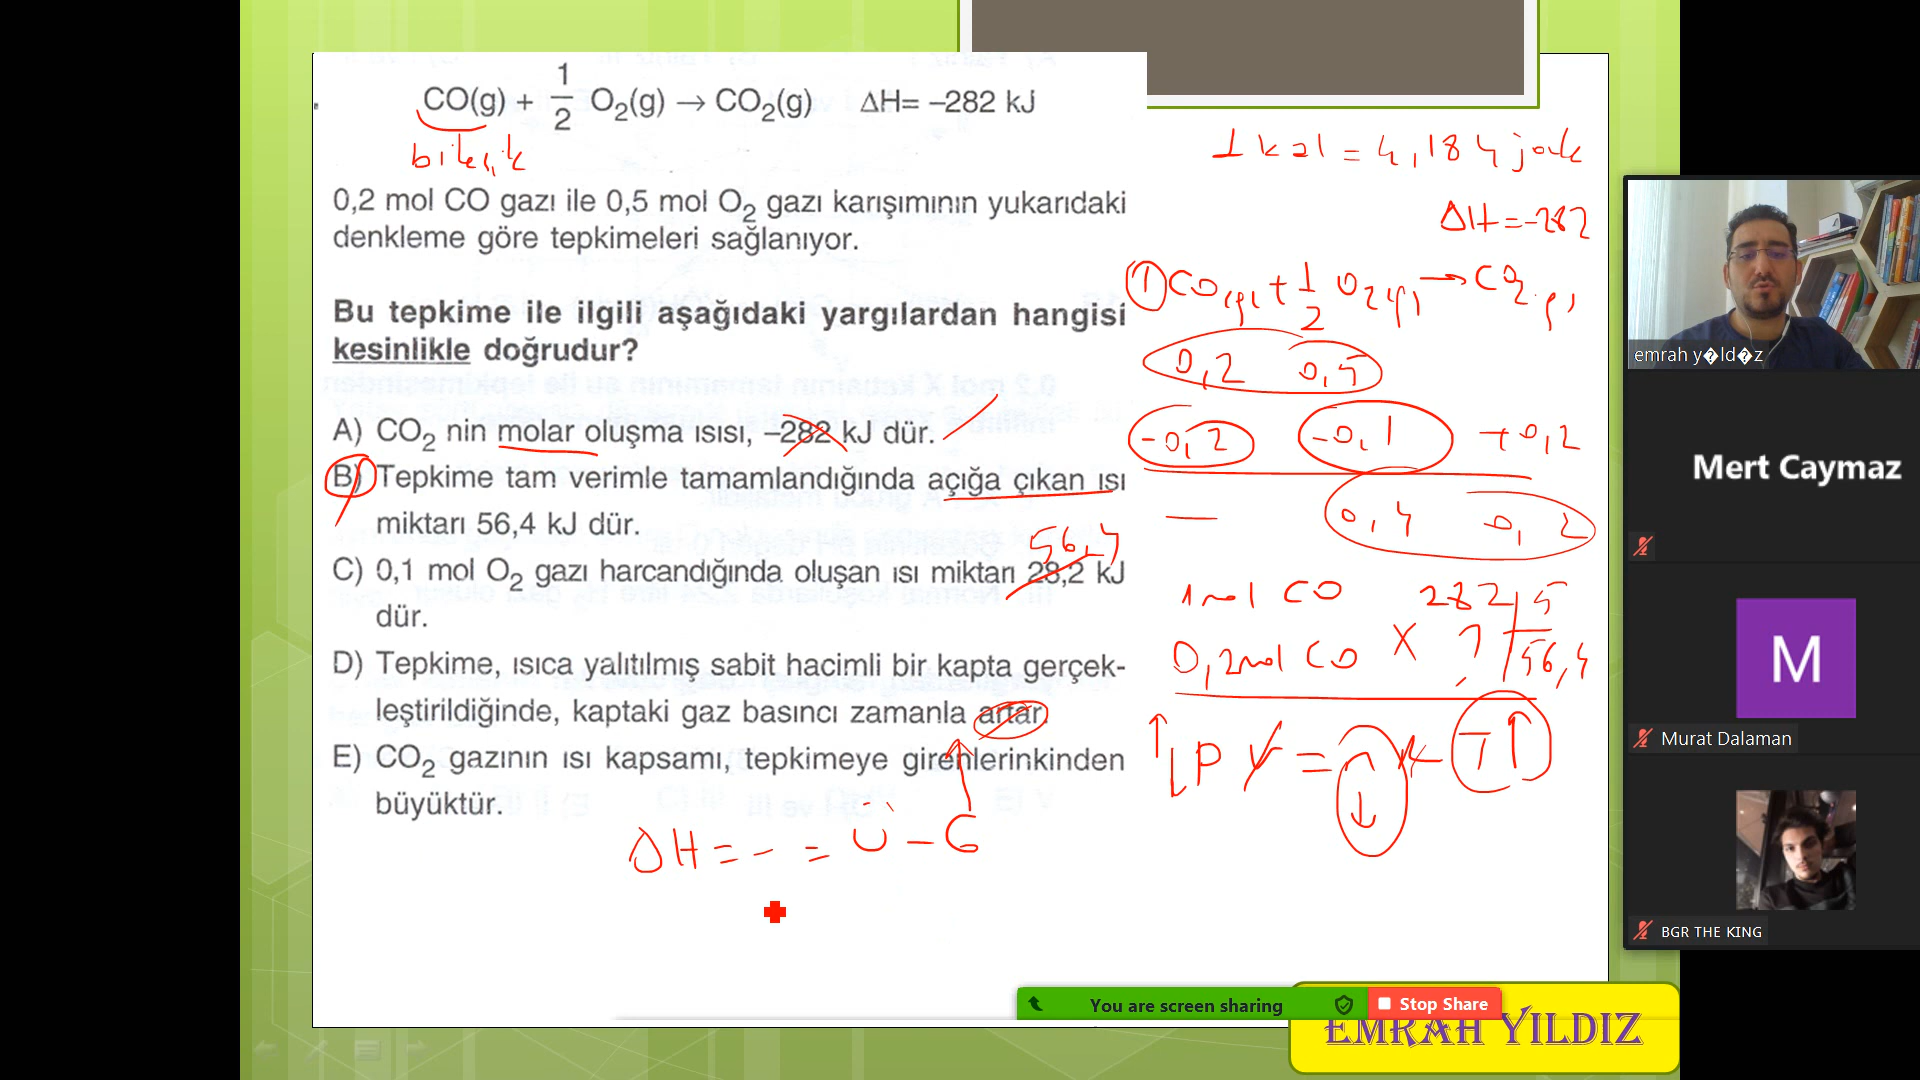 CO(g) + 1/2 O₂(g) → CO₂(g)   ΔH= –282 kJ
bileşik
0,2 mol CO gazı ile 0,5 mol O₂ gazı karışımının yukarıdaki
denkleme göre tepkimeleri sağlanıyor.
Bu tepkime ile ilgili aşağıdaki yargılardan hangisi
kesinlikle doğrudur?
A) CO₂ nin molar oluşma ısısı, –282 kJ dür.
B) Tepkime tam verimle tamamlandığında açığa çıkan ısı
miktarı 56,4 kJ dür.
56,4
C) 0,1 mol O₂ gazı harcandığında oluşan ısı miktarı 28,2 kJ
dür.
D) Tepkime, ısıca yalıtılmış sabit hacimli bir kapta gerçek-
leştirildiğinde, kaptaki gaz basıncı zamanla artar.
E) CO₂ gazının ısı kapsamı, tepkimeye girenlerinkinden
büyüktür.
ΔH = - = Ü - G
1 kal = 4,184 joule
ΔH = -282
① CO(g) + 1/2 O₂(g) → CO₂(g)
0,2 0,5
-0,2 -0,1 +0,2
— 0,4 0,2
1 mol CO 282 5
0,2 mol CO X ? 56,4
↑ P V = n R T ↑
↓
emrah y�ld�z
Mert Caymaz
M
Murat Dalaman
BGR THE KING
You are screen sharing
Stop Share
EMRAH YILDIZ